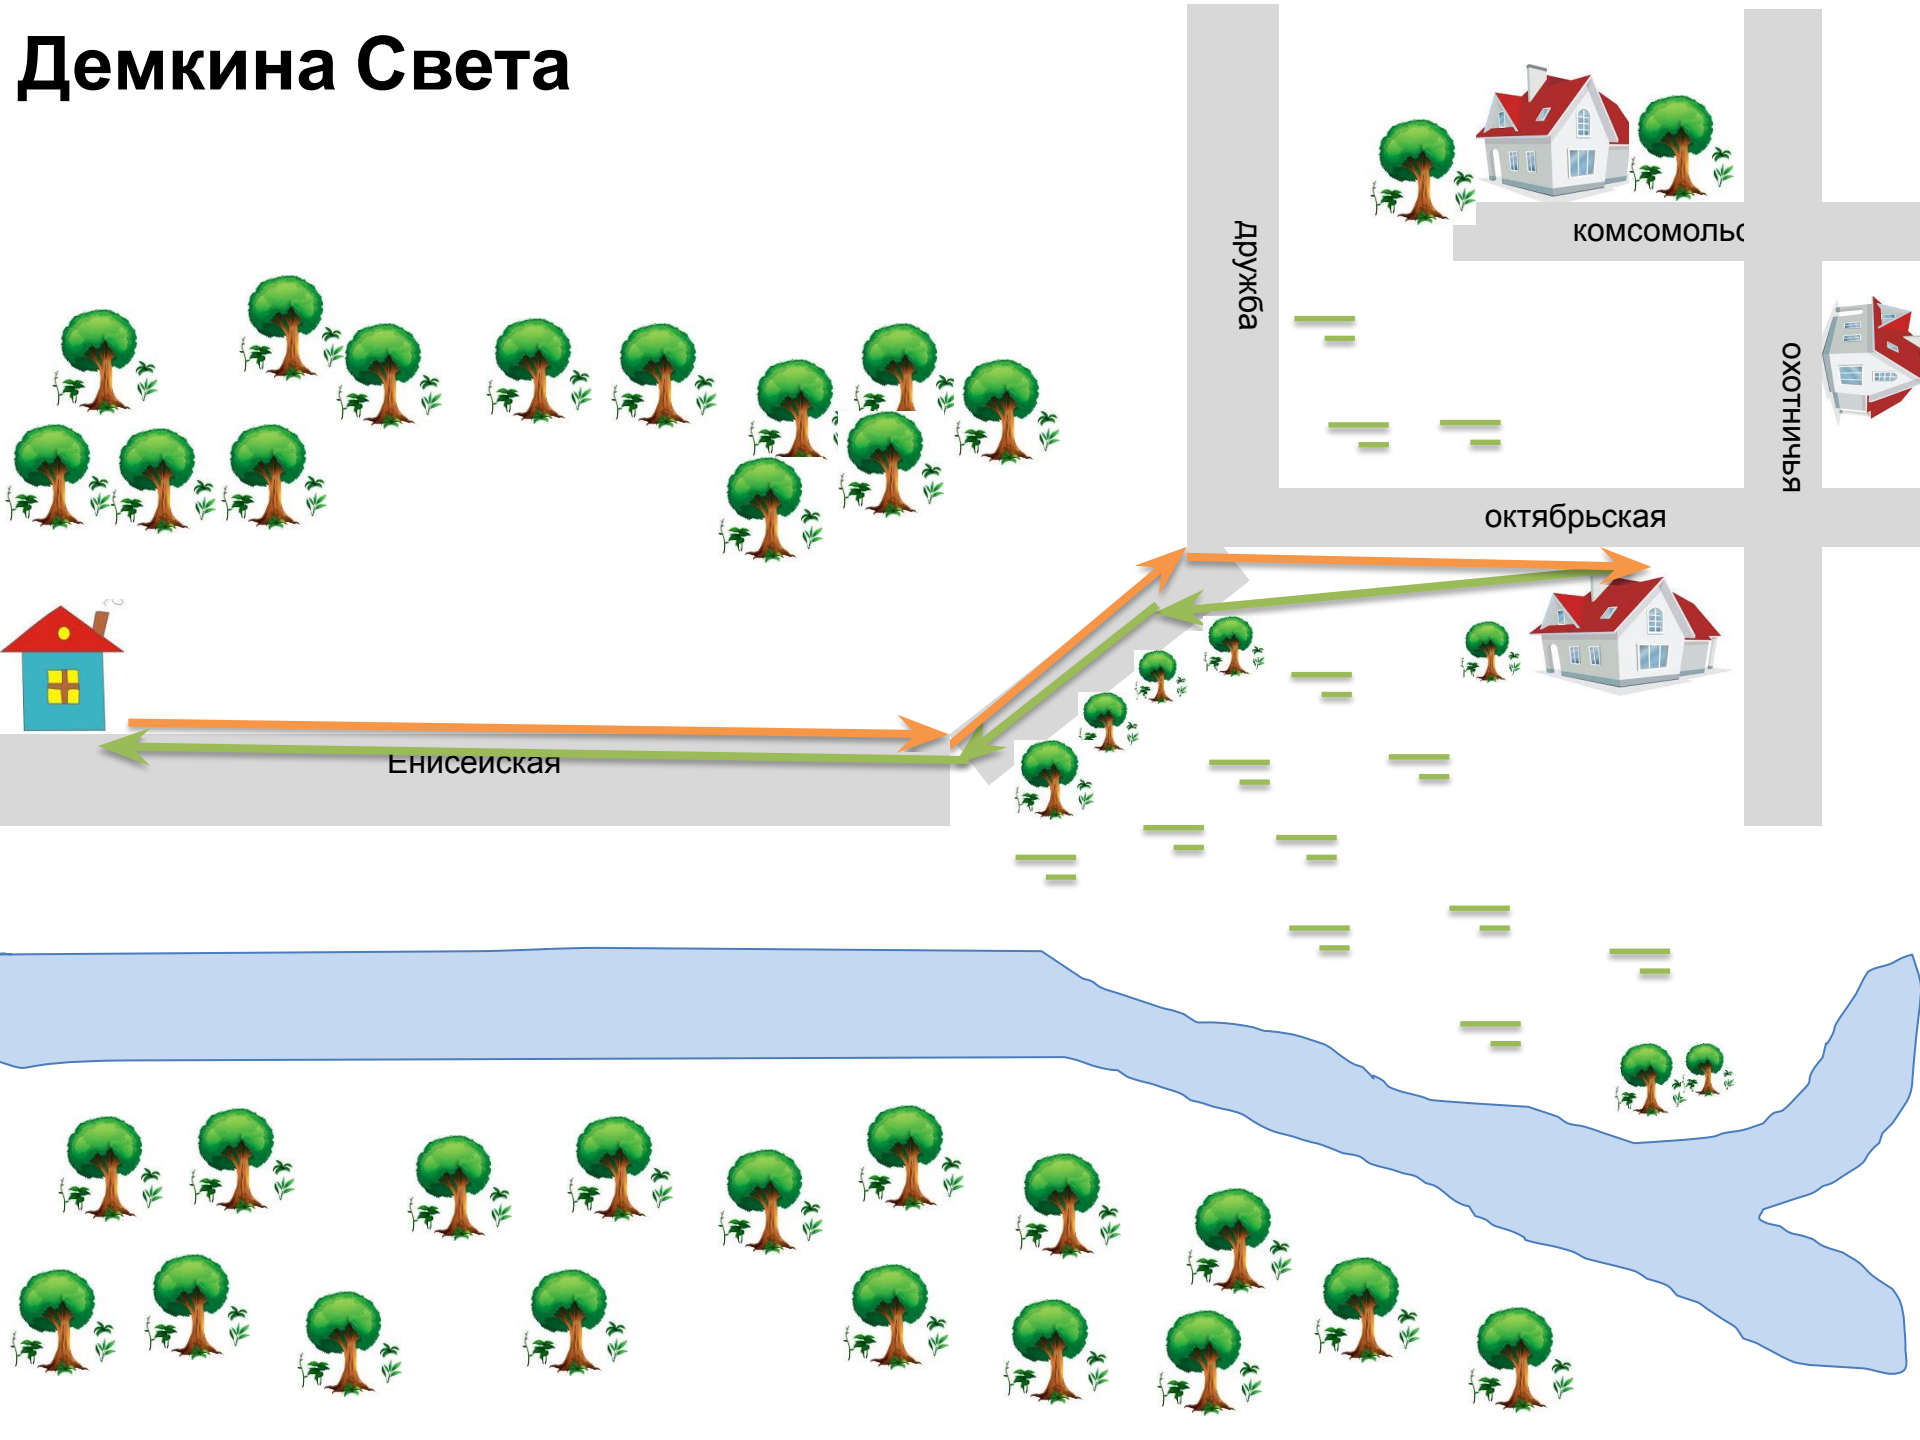 Демкина Света
дружба
комсомольс
охотничья
октябрьская
Енисейская